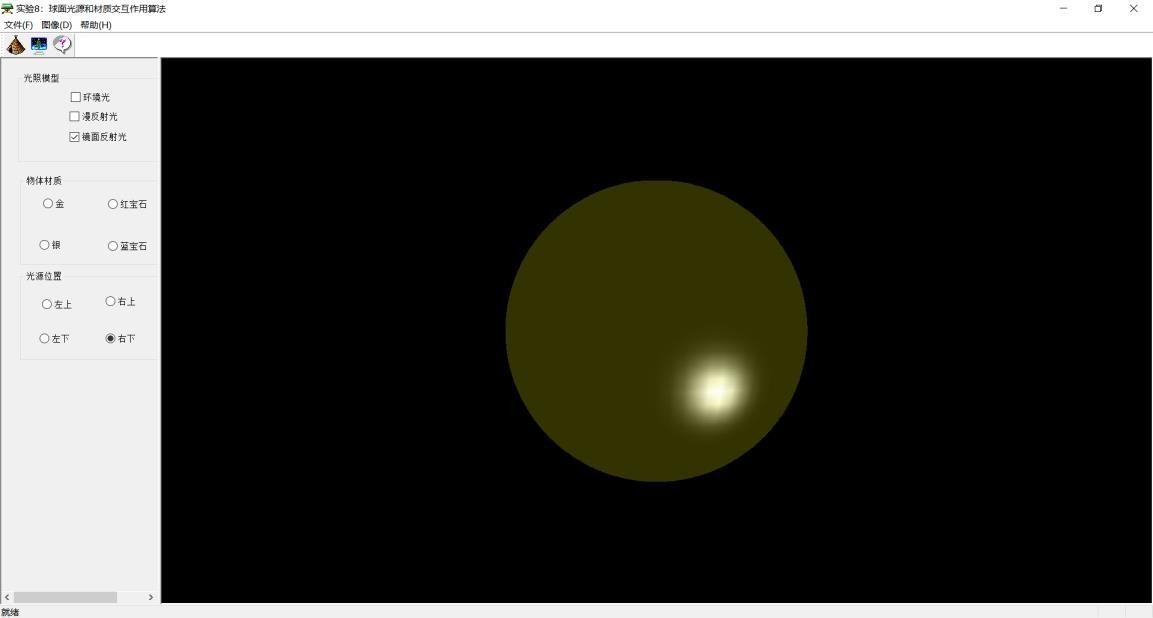 实验8：球面光源和材质交互作用算法
文件(F) 图像(D) 帮助(H)
光照模型
环境光
漫反射光
镜面反射光
物体材质
金 红宝石
银 蓝宝石
光源位置
左上 右上
左下 右下
就绪